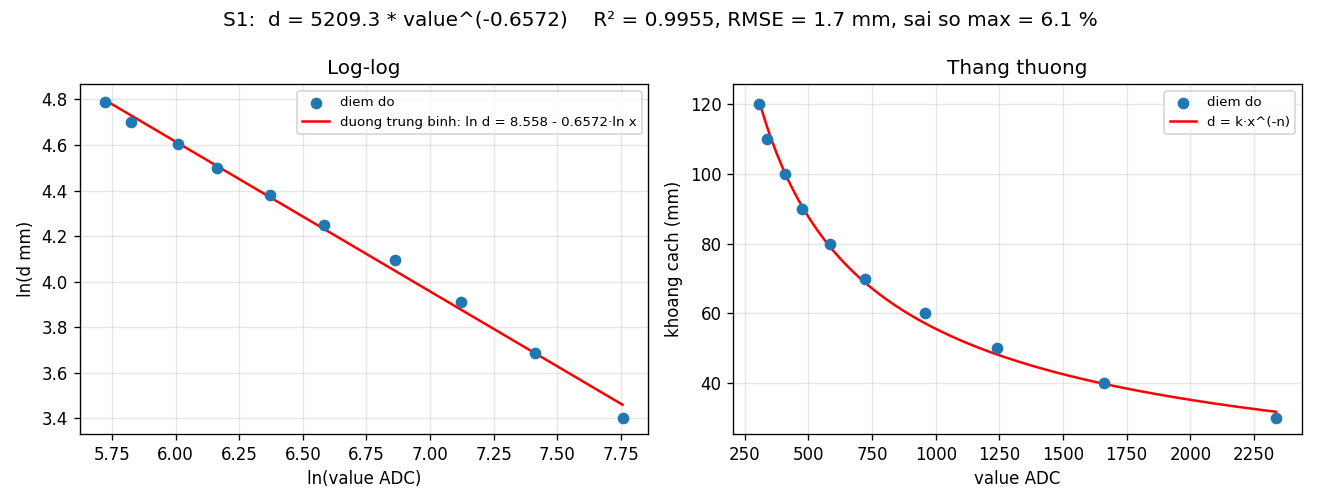 S1:  d = 5209.3 * value^(-0.6572)    R² = 0.9955, RMSE = 1.7 mm, sai so max = 6.1 %
Log-log
diem do
duong trung binh: ln d = 8.558 - 0.6572·ln x
4.8
4.6
4.4
4.2
4.0
3.8
3.6
3.4
ln(d mm)
5.75 6.00 6.25 6.50 6.75 7.00 7.25 7.50 7.75
ln(value ADC)
Thang thuong
diem do
d = k·x^(-n)
120
100
80
60
40
khoang cach (mm)
250 500 750 1000 1250 1500 1750 2000 2250
value ADC